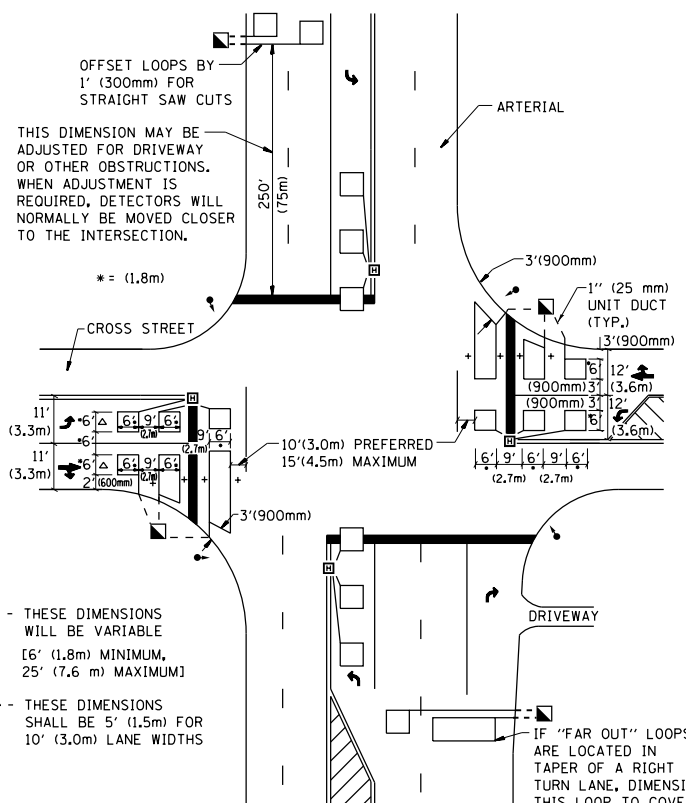 OFFSET LOOPS BY
1' (300mm) FOR
STRAIGHT SAW CUTS
ARTERIAL
THIS DIMENSION MAY BE
ADJUSTED FOR DRIVEWAY
OR OTHER OBSTRUCTIONS.
WHEN ADJUSTMENT IS
REQUIRED, DETECTORS WILL
NORMALLY BE MOVED CLOSER
TO THE INTERSECTION.
250'
(75m)
* = (1.8m)
3'(900mm)
1" (25 mm)
UNIT DUCT
(TYP.)
CROSS STREET
3'(900mm)
*6'
12'
(3.6m)
(900mm) 3'
(900mm) 3'
12'
*6'
(3.6m)
H
H
11'
(3.3m)
*6'
6' 9' 6'
(2.7m)
9' 6'
(2.7m)
11'
(3.3m)
*6'
6' 9' 6'
(2.7m)
2' (600mm)
10'(3.0m) PREFERRED
15'(4.5m) MAXIMUM
H
6' 9' 6' 9' 6'
(2.7m) (2.7m)
3'(900mm)
H
- THESE DIMENSIONS
WILL BE VARIABLE
[6' (1.8m) MINIMUM,
25' (7.6 m) MAXIMUM]
DRIVEWAY
- THESE DIMENSIONS
SHALL BE 5' (1.5m) FOR
10' (3.0m) LANE WIDTHS
IF "FAR OUT" LOOPS
ARE LOCATED IN
TAPER OF A RIGHT
TURN LANE, DIMENSI
THIS LOOP TO COVE